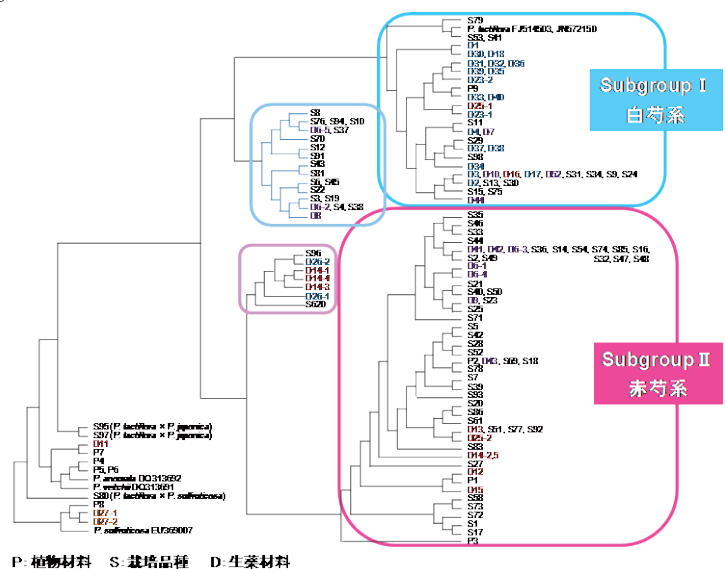 S79
P. lactiflora FJ514503, JN572150
S53, S41
D1
D30, D18
D31, D32, D36
D39, D35
D23-2
P9
D33, D40
D25-1
D23-1
S11
D4, D7
S29
D37, D38
S98
D34
D3, D10, D16, D17, D52, S31, S34, S9, S24
D2, S13, S30
S15, S75
D44
Subgroup I
白芍系
S8
S76, S94, S10
D6-5, S37
S70
S12
S91
S43
S81
S6, S45
S22
S3, S19
D6-2, S4, S38
D8
S96
D26-2
D14-1
D14-4
D14-3
D26-1
S620
S35
S46
S33
S44
D41, D42, D6-3, S36, S14, S54, S74, S85, S16,
S2, S49 S32, S47, S48
D6-1
D6-4
S21
S40, S50
D9, S23
S25
S71
S5
S42
S28
S52
P2, D43, S69, S18
S78
S7
S39
S93
S20
S86
S61
D13, S51, S27, S92
D25-2
S83
D14-2,5
S27
D12
P1
D15
S58
S73
S72
S1
S17
P3
Subgroup II
赤芍系
S95 (P. lactiflora × P. japonica)
S97 (P. lactiflora × P. japonica)
D11
P7
P4
P5, P6
P. anomala DQ313692
P. veitchii DQ313691
S80 (P. lactiflora × P. suffruticosa)
P8
D27-1
D27-2
P. suffruticosa EU369007
P: 植物材料 S: 栽培品種 D: 生薬材料